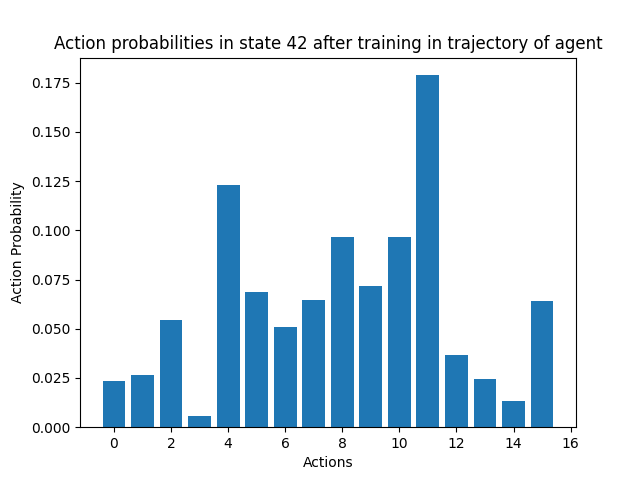 Action probabilities in state 42 after training in trajectory of agent
0.175
0.150
0.125
0.100
0.075
0.050
0.025
0.000
Action Probability
0 2 4 6 8 10 12 14 16
Actions